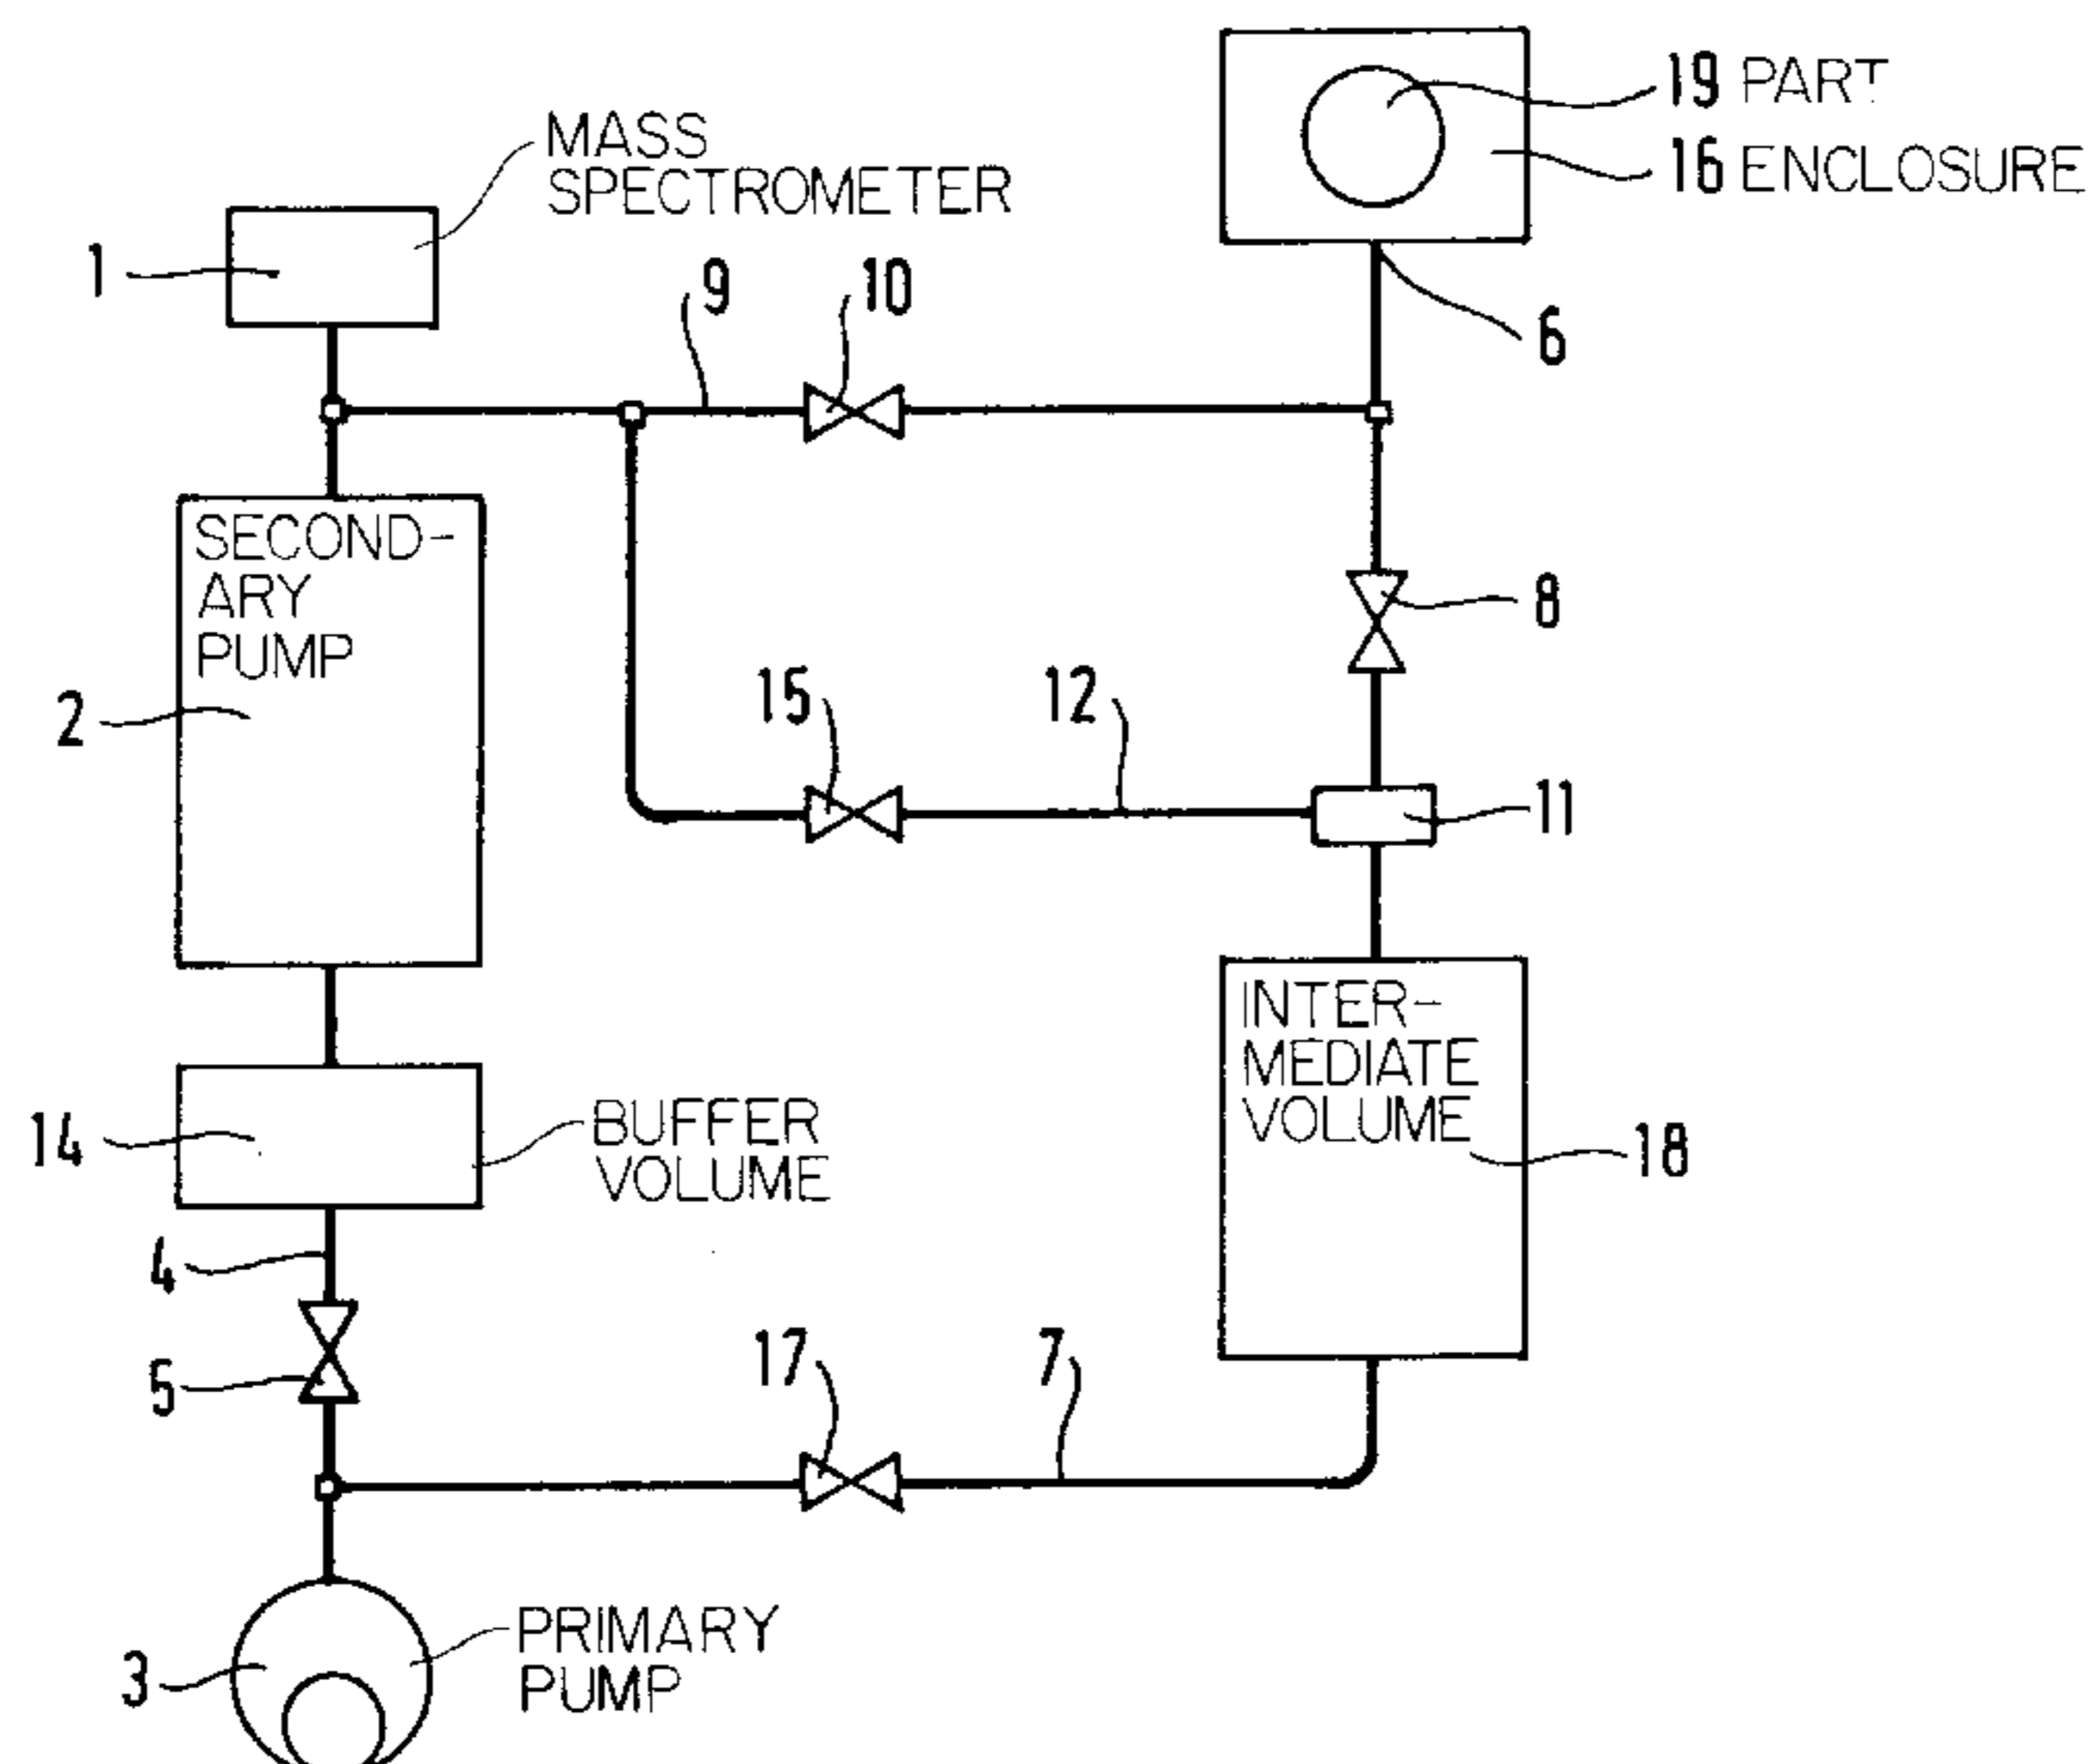 19 PART
MASS
SPECTROMETER
16 ENCLOSURE
1
9
10
6
SECOND-
ARY
PUMP
8
2
15
12
11
INTER-
MEDIATE
VOLUME
14
BUFFER
VOLUME
18
4
5
17
7
PRIMARY
PUMP
3